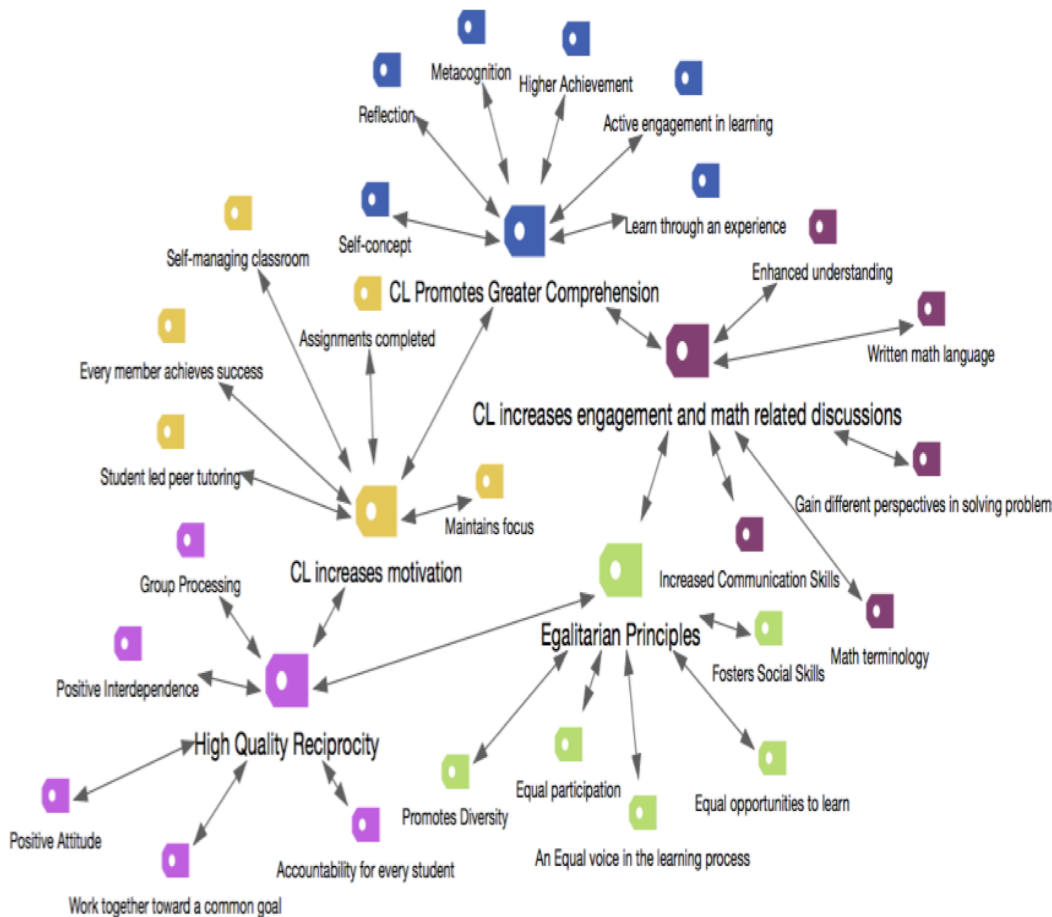 Metacognition
Higher Achievement
Reflection
Active engagement in learning
Self-concept
Learn through an experience
Self-managing classroom
Enhanced understanding
CL Promotes Greater Comprehension
Assignments completed
Written math language
Every member achieves success
CL increases engagement and math related discussions
Student led peer tutoring
Gain different perspectives in solving problem
Maintains focus
CL increases motivation
Increased Communication Skills
Group Processing
Egalitarian Principles
Math terminology
Fosters Social Skills
Positive Interdependence
High Quality Reciprocity
Equal participation
Equal opportunities to learn
Promotes Diversity
Positive Attitude
An Equal voice in the learning process
Accountability for every student
Work together toward a common goal